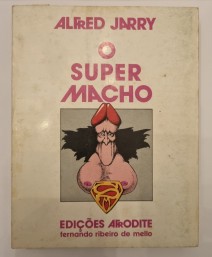 ALFRED JARRY
O
SUPER
MACHO
S
EDIÇÕES AFRODITE
fernando ribeiro de mello